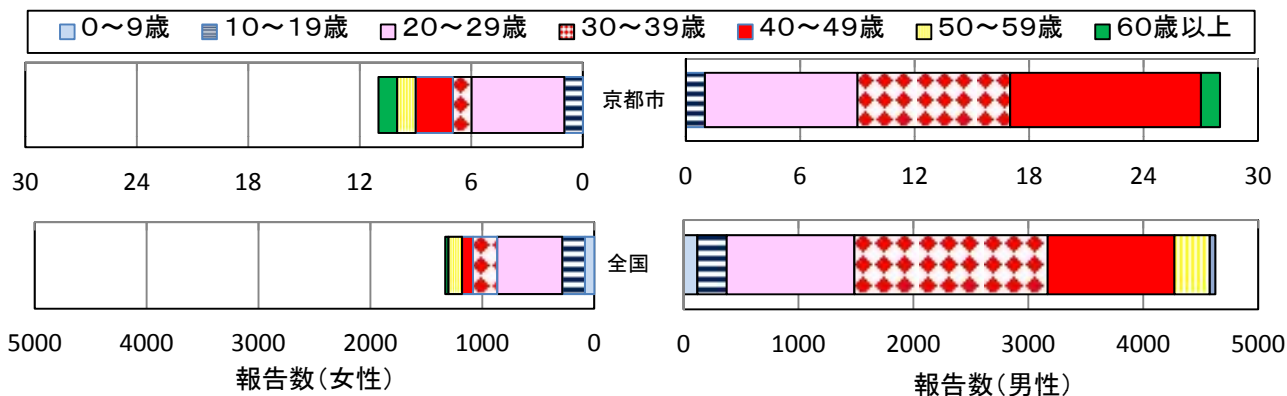 ０～９歳 １０～１９歳 ２０～２９歳 ３０～３９歳 ４０～４９歳 ５０～５９歳 ６０歳以上
京都市
30 24 18 12 6 0 0 6 12 18 24 30
全国
5000 4000 3000 2000 1000 0 0 1000 2000 3000 4000 5000
報告数（女性） 報告数（男性）